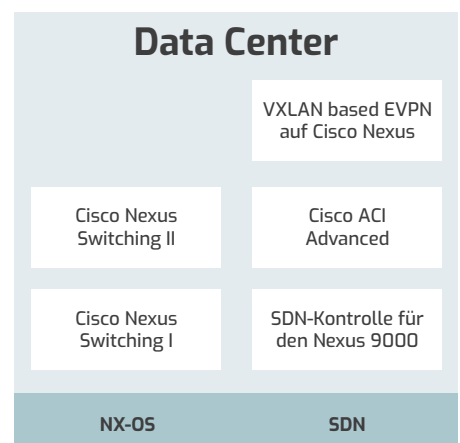 Data Center
VXLAN based EVPN
auf Cisco Nexus
Cisco Nexus
Switching II
Cisco ACI
Advanced
Cisco Nexus
Switching I
SDN-Kontrolle für
den Nexus 9000
NX-OS
SDN